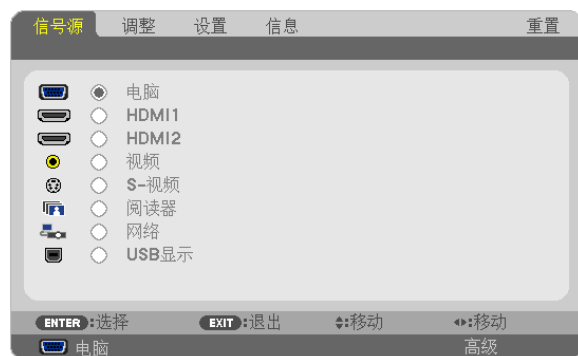 信号源 调整 设置 信息 重置
电脑
HDMI1
HDMI2
视频
S-视频
阅读器
网络
USB显示
ENTER:选择 EXIT:退出 :移动 :移动
电脑 高级